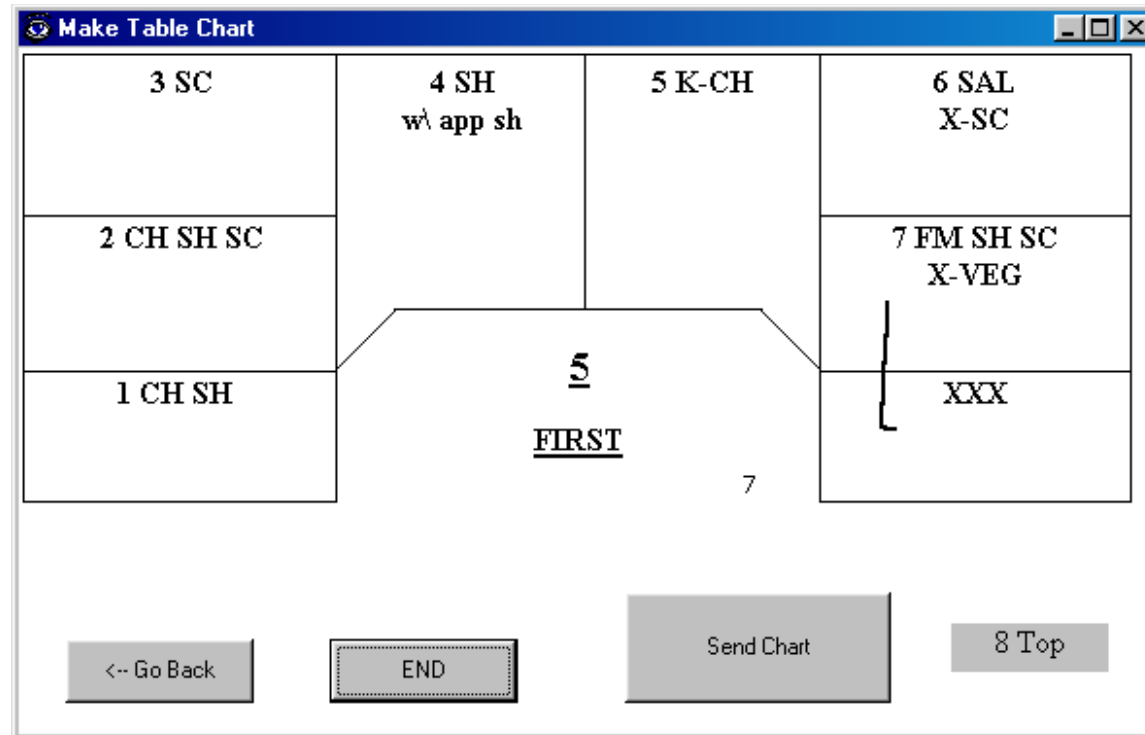 Make Table Chart
3 SC
4 SH
w\ app sh
5 K-CH
6 SAL
X-SC
2 CH SH SC
7 FM SH SC
X-VEG
1 CH SH
5
FIRST
7
XXX
<-- Go Back
END
Send Chart
8 Top